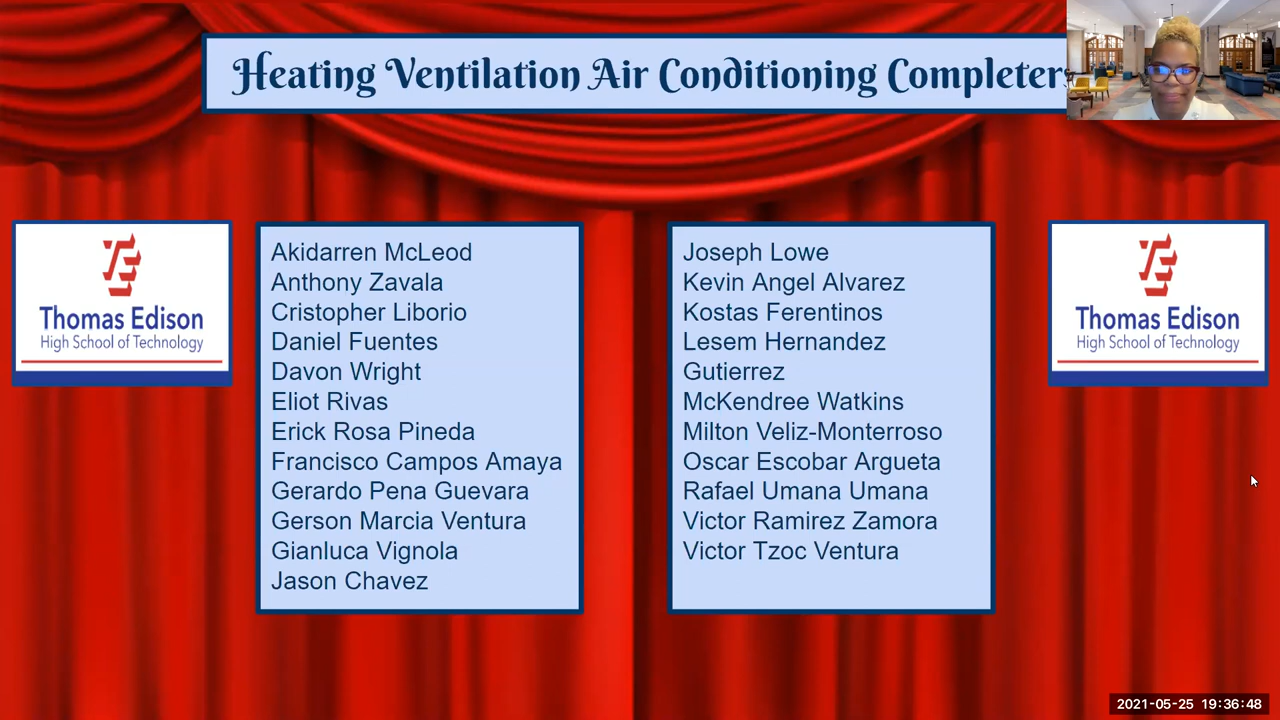 Heating Ventilation Air Conditioning Completers
Thomas Edison
High School of Technology
Akidarren McLeod
Anthony Zavala
Cristopher Liborio
Daniel Fuentes
Davon Wright
Eliot Rivas
Erick Rosa Pineda
Francisco Campos Amaya
Gerardo Pena Guevara
Gerson Marcia Ventura
Gianluca Vignola
Jason Chavez
Joseph Lowe
Kevin Angel Alvarez
Kostas Ferentinos
Lesem Hernandez
Gutierrez
McKendree Watkins
Milton Veliz-Monterroso
Oscar Escobar Argueta
Rafael Umana Umana
Victor Ramirez Zamora
Victor Tzoc Ventura
Thomas Edison
High School of Technology
2021-05-25 19:36:48